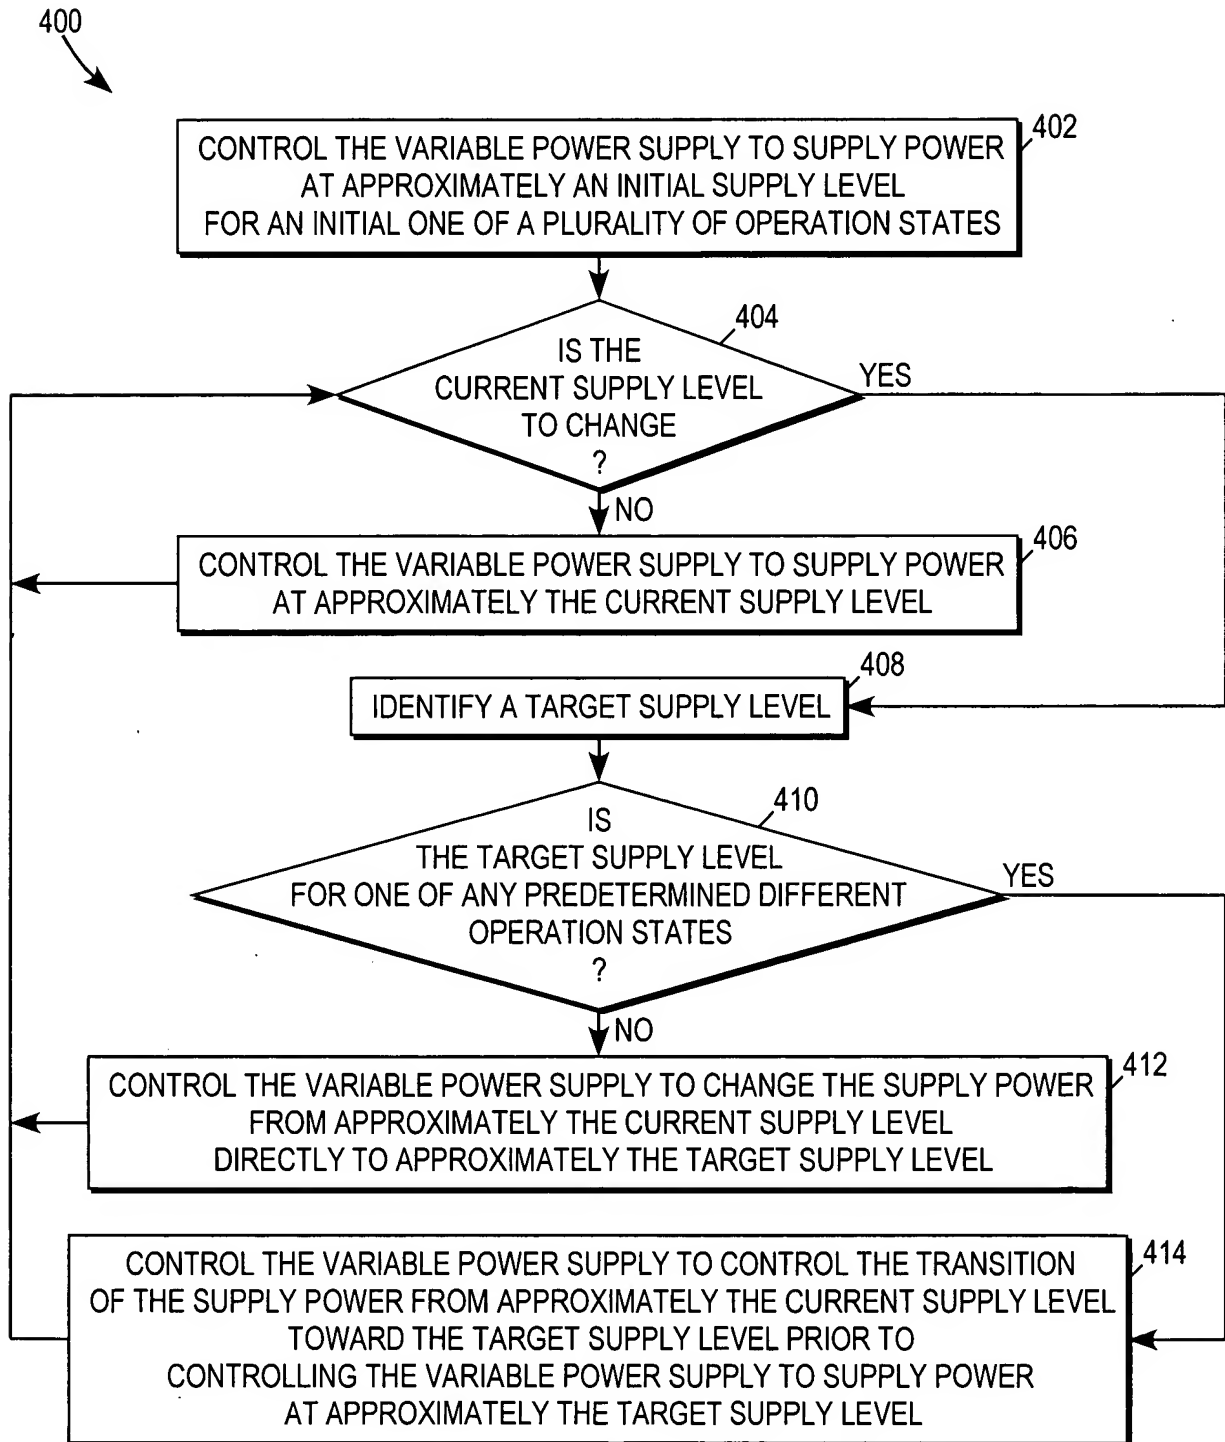 400
CONTROL THE VARIABLE POWER SUPPLY TO SUPPLY POWER
AT APPROXIMATELY AN INITIAL SUPPLY LEVEL
FOR AN INITIAL ONE OF A PLURALITY OF OPERATION STATES
402
IS THE
CURRENT SUPPLY LEVEL
TO CHANGE
?
404
YES
NO
CONTROL THE VARIABLE POWER SUPPLY TO SUPPLY POWER
AT APPROXIMATELY THE CURRENT SUPPLY LEVEL
406
IDENTIFY A TARGET SUPPLY LEVEL
408
IS
THE TARGET SUPPLY LEVEL
FOR ONE OF ANY PREDETERMINED DIFFERENT
OPERATION STATES
?
410
YES
NO
CONTROL THE VARIABLE POWER SUPPLY TO CHANGE THE SUPPLY POWER
FROM APPROXIMATELY THE CURRENT SUPPLY LEVEL
DIRECTLY TO APPROXIMATELY THE TARGET SUPPLY LEVEL
412
CONTROL THE VARIABLE POWER SUPPLY TO CONTROL THE TRANSITION
OF THE SUPPLY POWER FROM APPROXIMATELY THE CURRENT SUPPLY LEVEL
TOWARD THE TARGET SUPPLY LEVEL PRIOR TO
CONTROLLING THE VARIABLE POWER SUPPLY TO SUPPLY POWER
AT APPROXIMATELY THE TARGET SUPPLY LEVEL
414